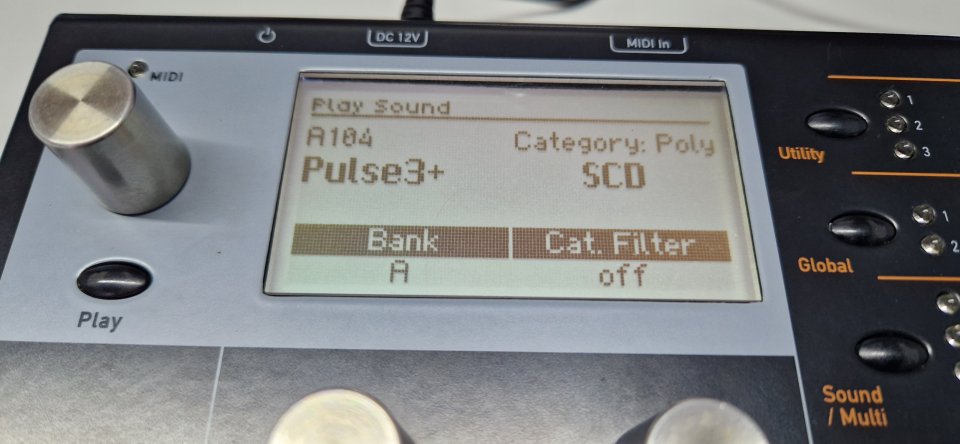 DC 12V
MIDI In
MIDI
Play Sound
A104 Category: Poly
Pulse3+ SCD
Bank Cat. Filter
A off
Play
1
2
3
Utility
1
2
Global
Sound
/ Multi